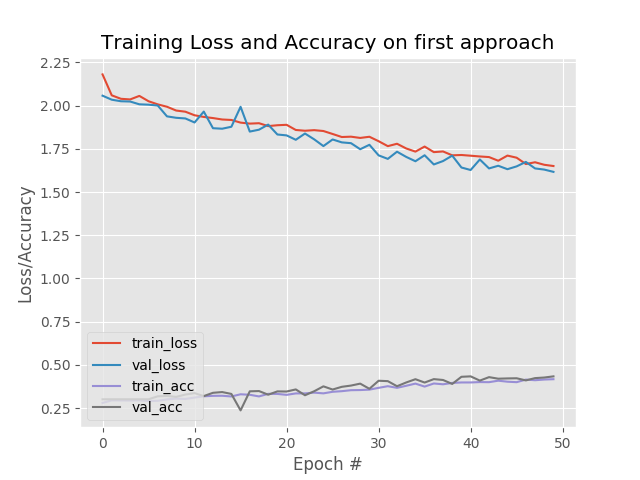 Training Loss and Accuracy on first approach
2.25
2.00
1.75
1.50
1.25
1.00
0.75
0.50
0.25
Loss/Accuracy
train_loss
val_loss
train_acc
val_acc
0 10 20 30 40 50
Epoch #